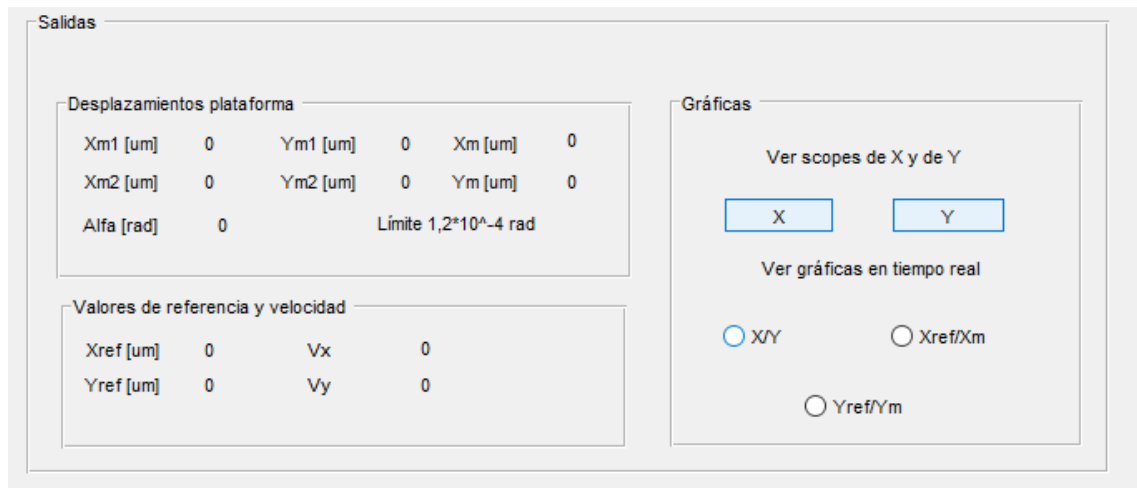 Salidas
Desplazamientos plataforma
Xm1 [um] 0 Ym1 [um] 0 Xm [um] 0
Xm2 [um] 0 Ym2 [um] 0 Ym [um] 0
Alfa [rad] 0 Límite 1,2*10^-4 rad
Valores de referencia y velocidad
Xref [um] 0 Vx 0
Yref [um] 0 Vy 0
Gráficas
Ver scopes de X y de Y
X Y
Ver gráficas en tiempo real
X/Y Xref/Xm
Yref/Ym